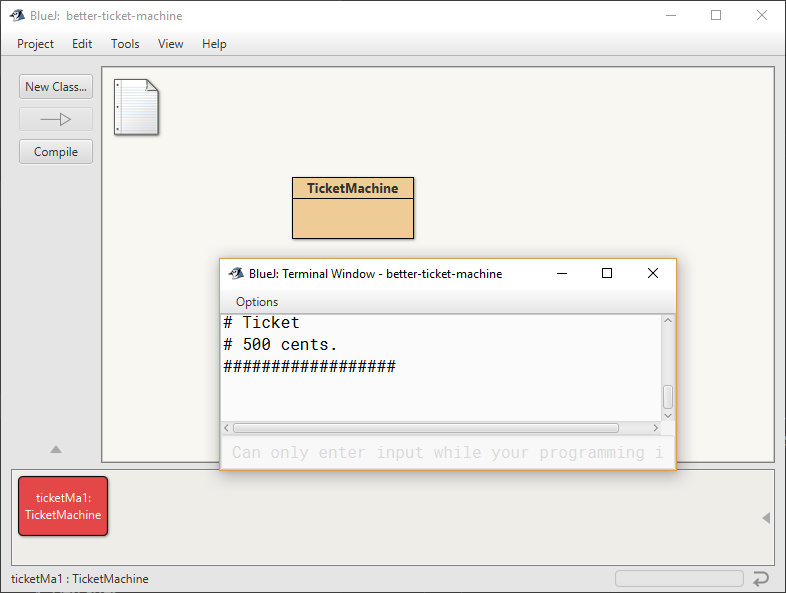 BlueJ: better-ticket-machine
Project Edit Tools View Help
New Class...
Compile
TicketMachine
BlueJ: Terminal Window - better-ticket-machine
Options
# Ticket
# 500 cents.
##################
Can only enter input while your programming i
ticketMa1:
TicketMachine
ticketMa1 : TicketMachine